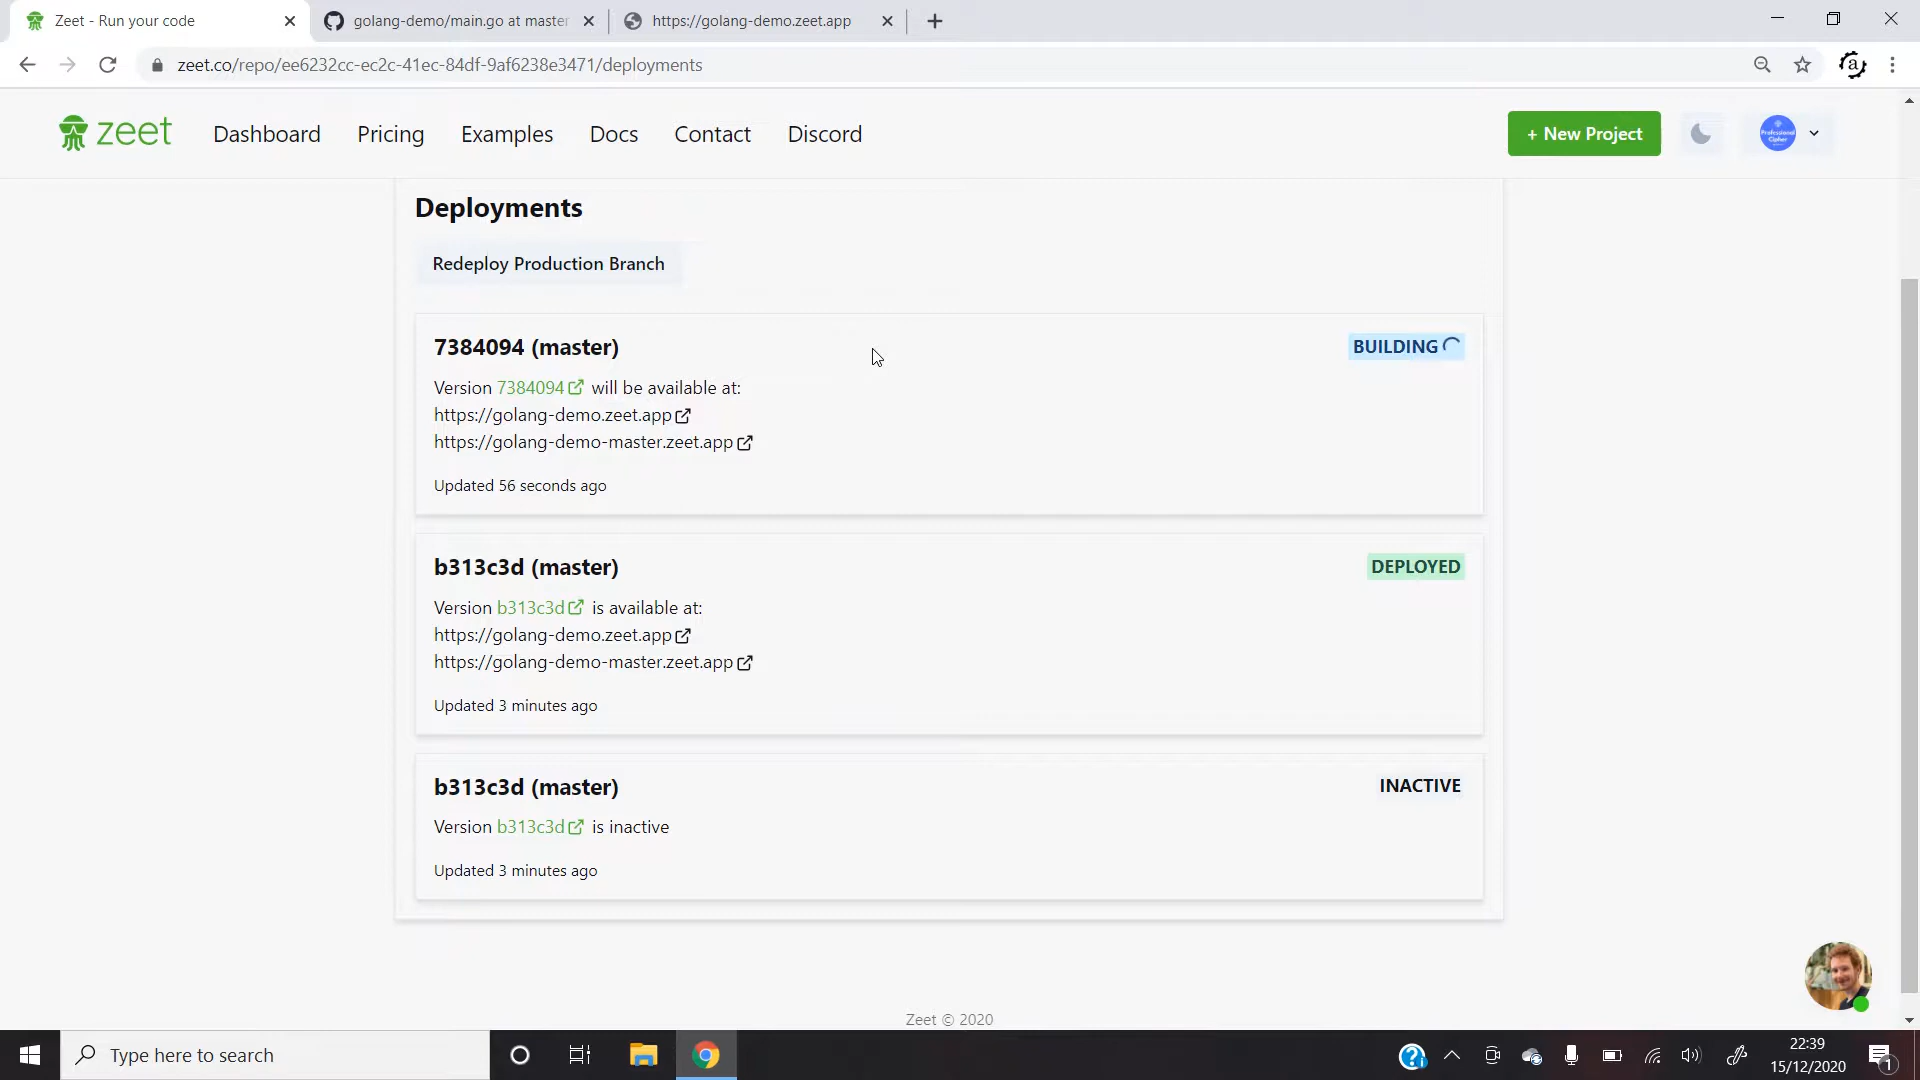 Zeet - Run your code
golang-demo/main.go at master
https://golang-demo.zeet.app
zeet.co/repo/ee6232cc-ec2c-41ec-84df-9af6238e3471/deployments
zeet
Dashboard
Pricing
Examples
Docs
Contact
Discord
+ New Project
Professional
Cipher
Deployments
Redeploy Production Branch
7384094 (master)
BUILDING
Version 7384094 will be available at:
https://golang-demo.zeet.app
https://golang-demo-master.zeet.app
Updated 56 seconds ago
b313c3d (master)
DEPLOYED
Version b313c3d is available at:
https://golang-demo.zeet.app
https://golang-demo-master.zeet.app
Updated 3 minutes ago
b313c3d (master)
INACTIVE
Version b313c3d is inactive
Updated 3 minutes ago
Zeet © 2020
Type here to search
22:39
15/12/2020
1